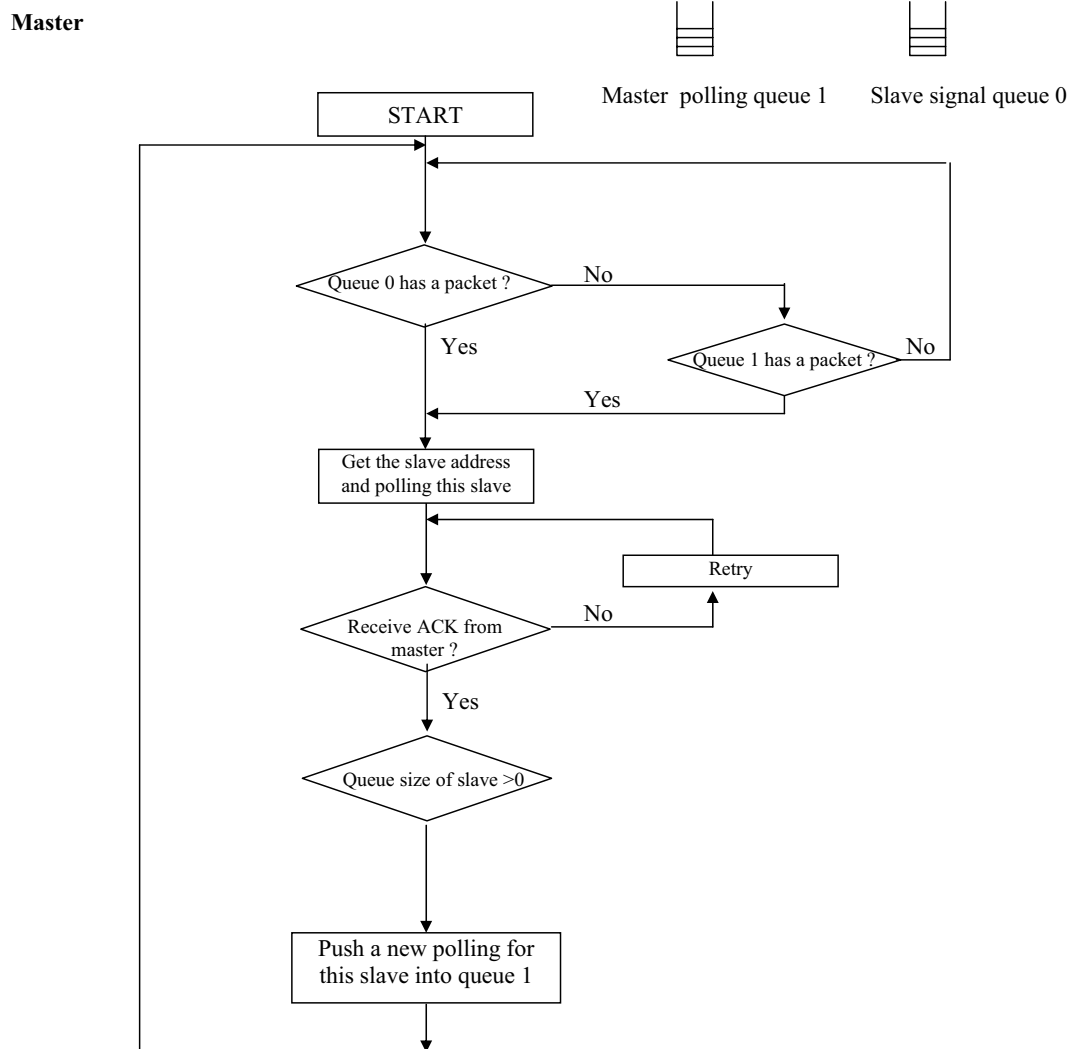 Master
Master polling queue 1
Slave signal queue 0
START
Queue 0 has a packet ?
No
Yes
Queue 1 has a packet ?
No
Yes
Get the slave address
and polling this slave
Retry
Receive ACK from
master ?
No
Yes
Queue size of slave >0
Push a new polling for
this slave into queue 1